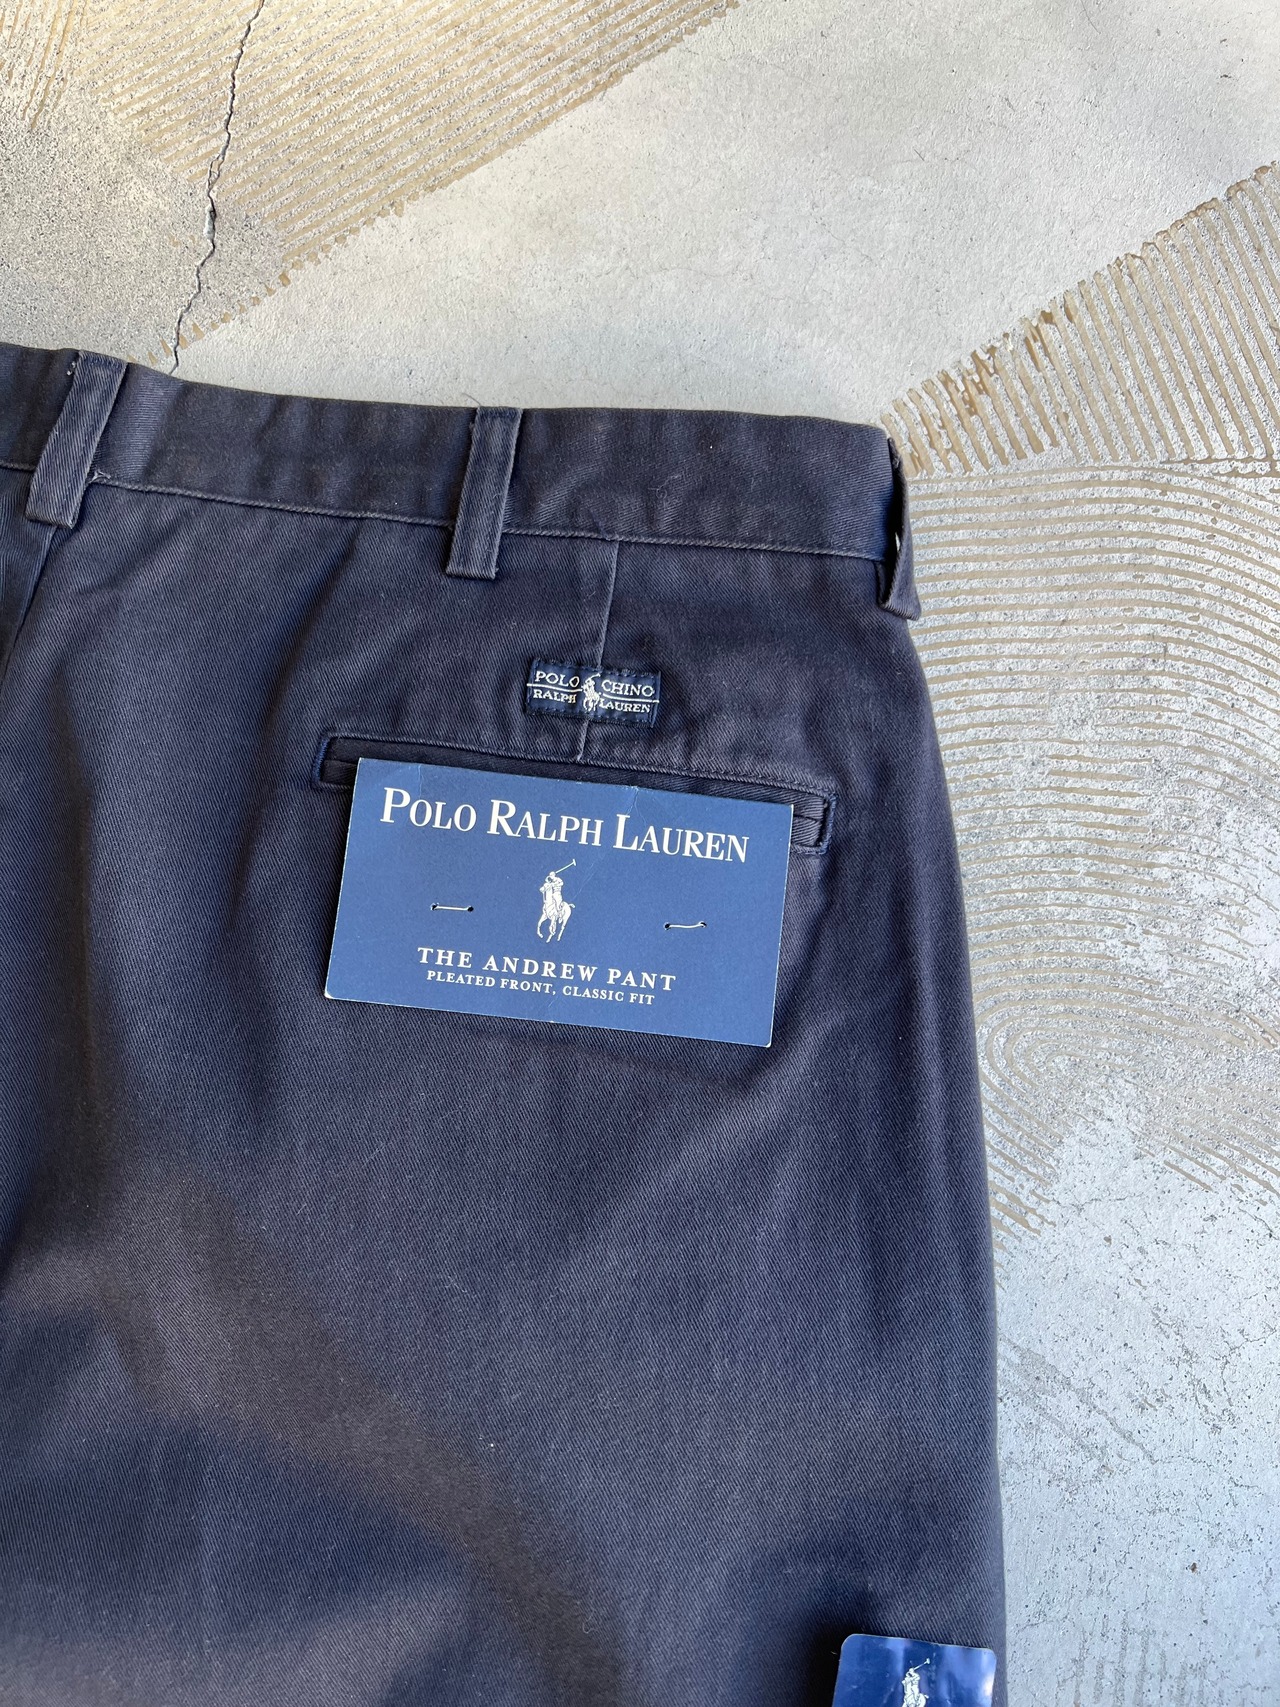 POLO CHINO
RALPH LAUREN
POLO RALPH LAUREN
THE ANDREW PANT
PLEATED FRONT, CLASSIC FIT